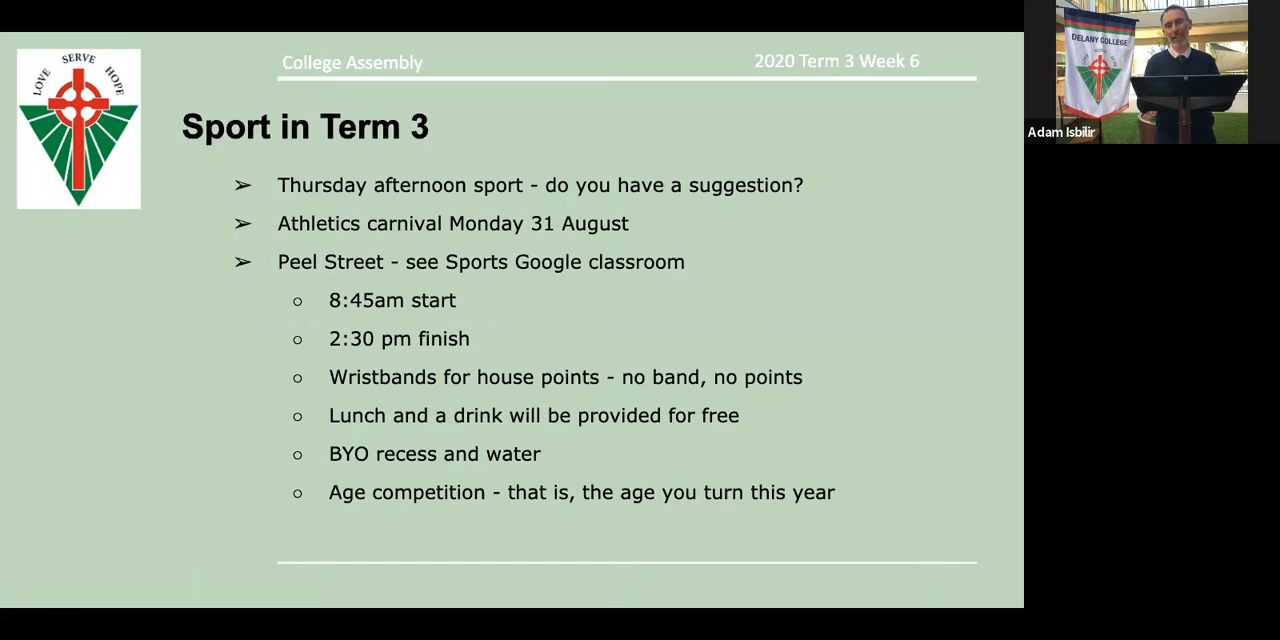 LOVE SERVE HOPE
College Assembly
2020 Term 3 Week 6
Sport in Term 3
➢ Thursday afternoon sport - do you have a suggestion?
➢ Athletics carnival Monday 31 August
➢ Peel Street - see Sports Google classroom
○ 8:45am start
○ 2:30 pm finish
○ Wristbands for house points - no band, no points
○ Lunch and a drink will be provided for free
○ BYO recess and water
○ Age competition - that is, the age you turn this year
DELANY COLLEGE
Adam Isbilir